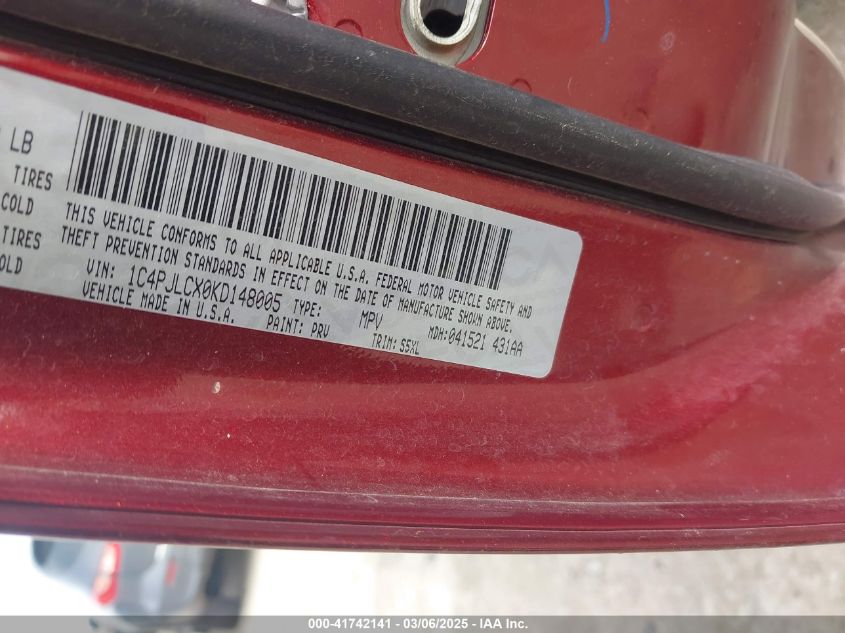 LB
TIRES
COLD
TIRES
OLD
THIS VEHICLE CONFORMS TO ALL APPLICABLE U.S.A. FEDERAL MOTOR VEHICLE SAFETY AND
THEFT PREVENTION STANDARDS IN EFFECT ON THE DATE OF MANUFACTURE SHOWN ABOVE.
VIN: 1C4PJLCX0KD148005 TYPE: MPV MDH:041521 431AA
VEHICLE MADE IN U.S.A. PAINT: PRV TRIM: S5XL
000-41742141 - 03/06/2025 - IAA Inc.